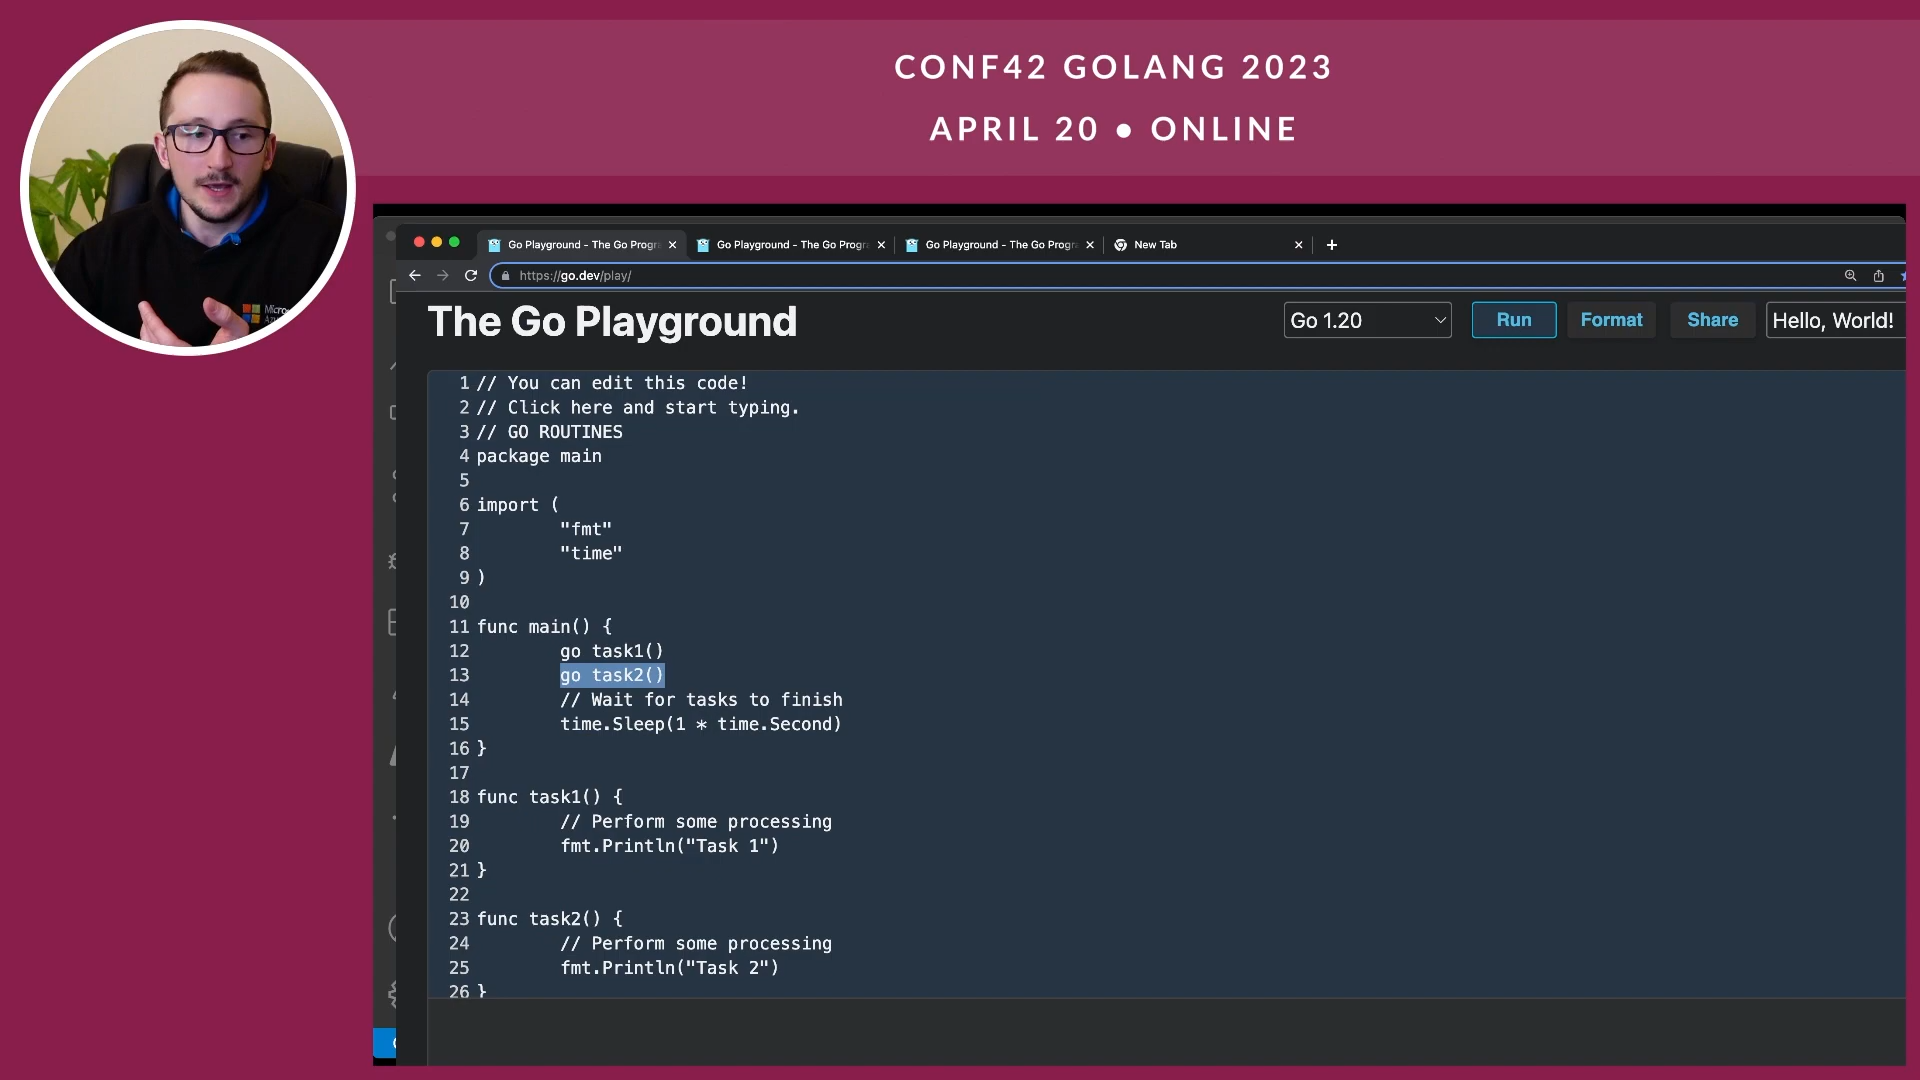 CONF42 GOLANG 2023
APRIL 20 • ONLINE
Go Playground - The Go Progr
Go Playground - The Go Progra
Go Playground - The Go Progr
New Tab
https://go.dev/play/
The Go Playground
Go 1.20
Run
Format
Share
Hello, World!
1 // You can edit this code!
2 // Click here and start typing.
3 // GO ROUTINES
4 package main
5
6 import (
7 "fmt"
8 "time"
9 )
10
11 func main() {
12 go task1()
13 go task2()
14 // Wait for tasks to finish
15 time.Sleep(1 * time.Second)
16 }
17
18 func task1() {
19 // Perform some processing
20 fmt.Println("Task 1")
21 }
22
23 func task2() {
24 // Perform some processing
25 fmt.Println("Task 2")
26 }